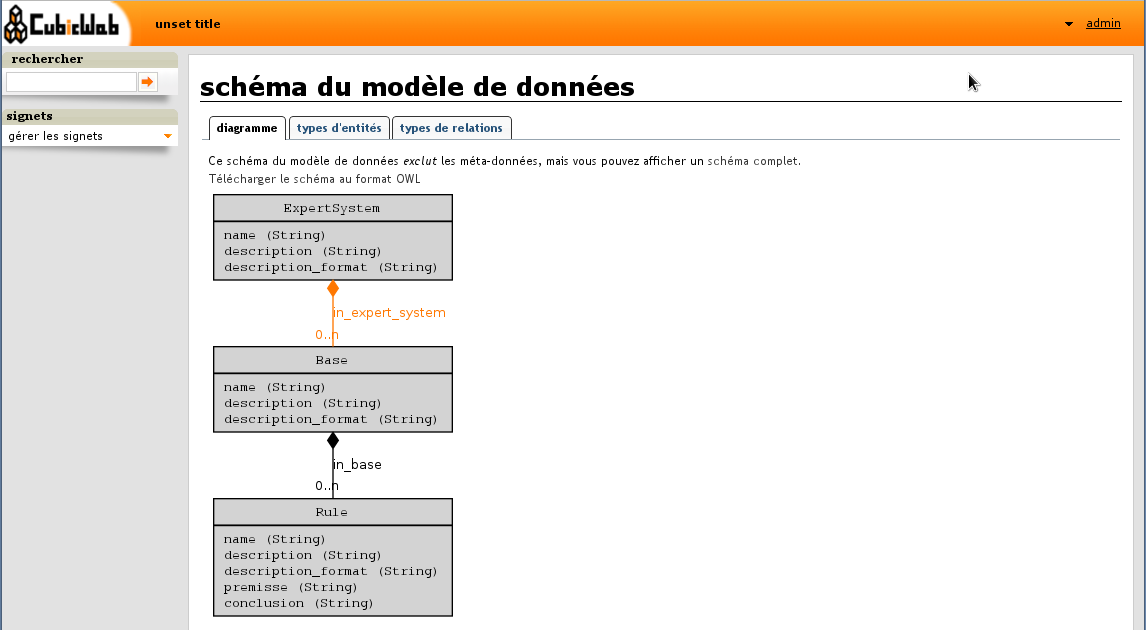 CubicWeb
unset title
admin
rechercher
signets
gérer les signets
schéma du modèle de données
diagramme
types d'entités
types de relations
Ce schéma du modèle de données exclut les méta-données, mais vous pouvez afficher un schéma complet.
Télécharger le schéma au format OWL
ExpertSystem
name (String)
description (String)
description_format (String)
in_expert_system
0..n
Base
name (String)
description (String)
description_format (String)
in_base
0..n
Rule
name (String)
description (String)
description_format (String)
premisse (String)
conclusion (String)